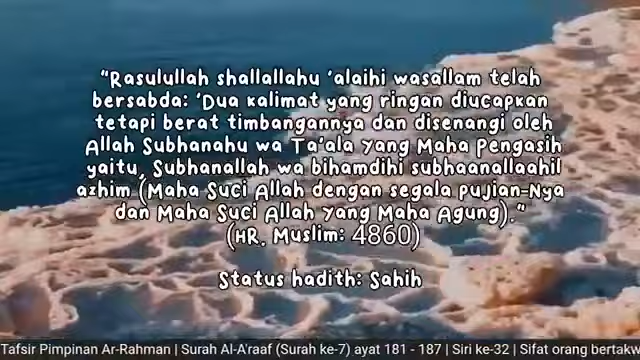 "Rasulullah shallallahu 'alaihi wasallam telah
bersabda: 'Dua kalimat yang ringan diucapkan
tetapi berat timbangannya dan disenangi oleh
Allah Subhanahu wa Ta'ala Yang Maha Pengasih
yaitu, Subhanallah wa bihamdihi subhaanallaahil
azhim (Maha Suci Allah dengan segala pujian-Nya
dan Maha Suci Allah Yang Maha Agung)."
(HR. Muslim: 4860)
Status hadith: Sahih
Tafsir Pimpinan Ar-Rahman | Surah Al-A'raaf (Surah ke-7) ayat 181 - 187 | Siri ke-32 | Sifat orang bertakw